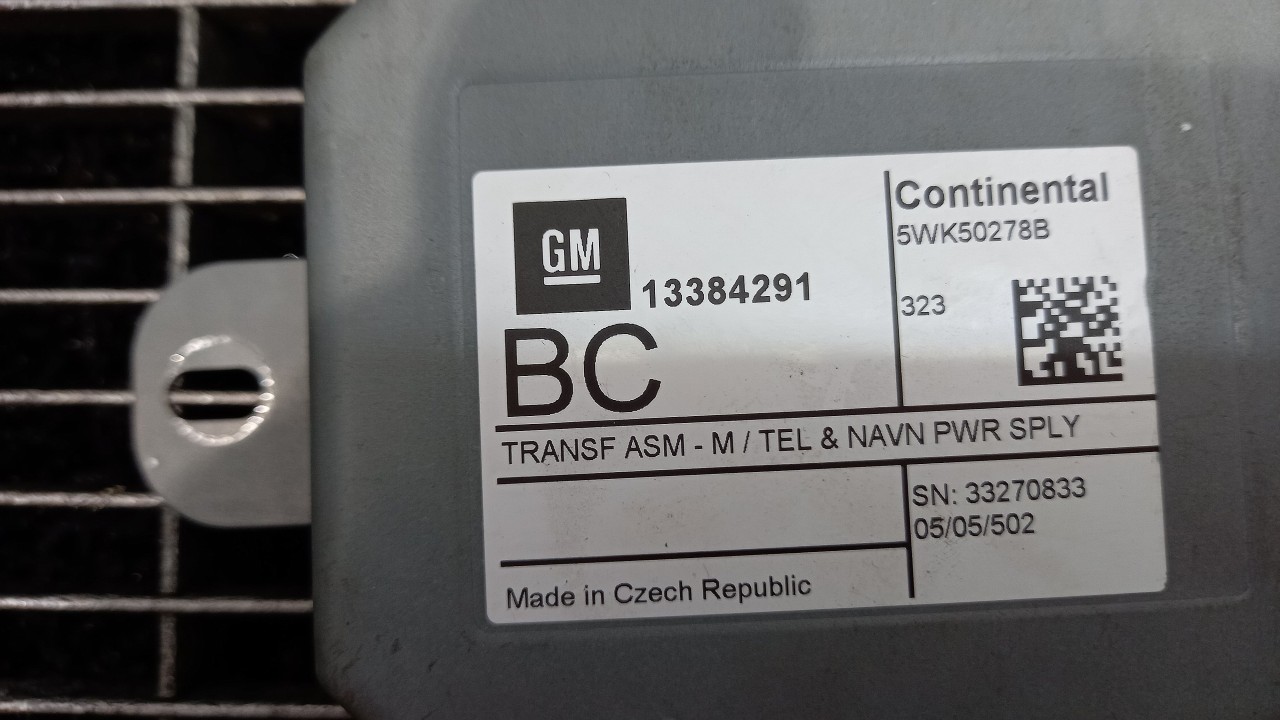 GM
13384291
BC
Continental
5WK50278B
323
TRANSF ASM - M / TEL & NAVN PWR SPLY
SN: 33270833
05/05/502
Made in Czech Republic